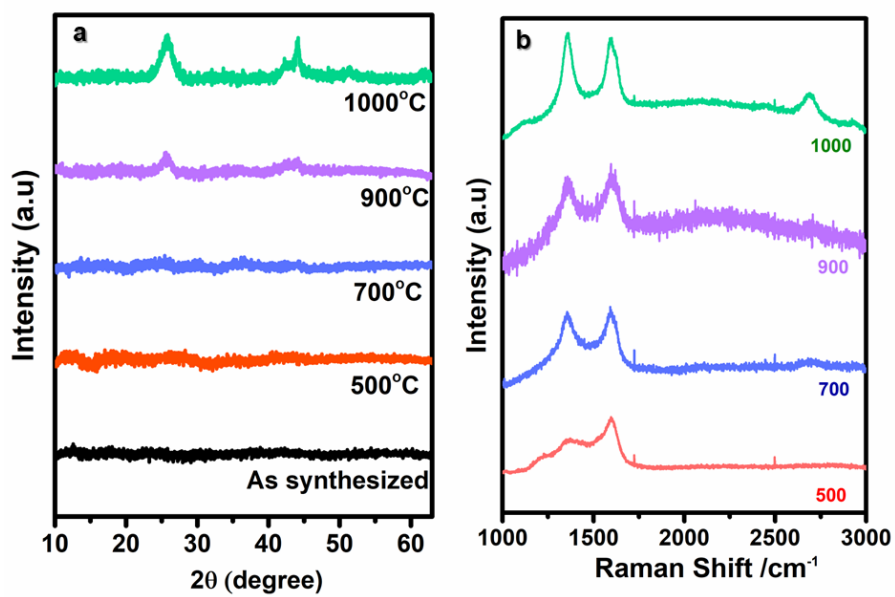 a
1000°C
900°C
700°C
500°C
As synthesized
Intensity (a.u)
10 20 30 40 50 60
2θ (degree)
b
1000
900
700
500
Intensity (a.u)
1000 1500 2000 2500 3000
Raman Shift /cm-1